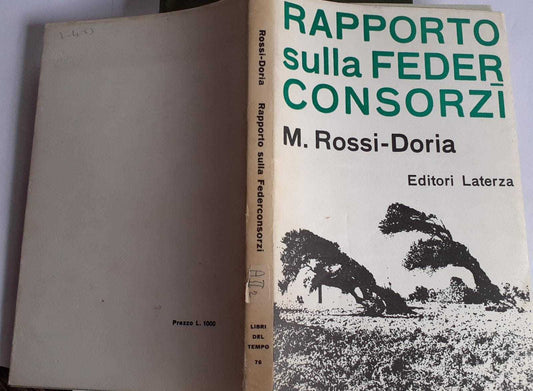 RAPPORTO
sulla FEDER
CONSORZI
M. Rossi-Doria
Editori Laterza
Rossi-Doria
Rapporto sulla Federconsorzi
LIBRI
DEL
TEMPO
76
Prezzo L. 1000